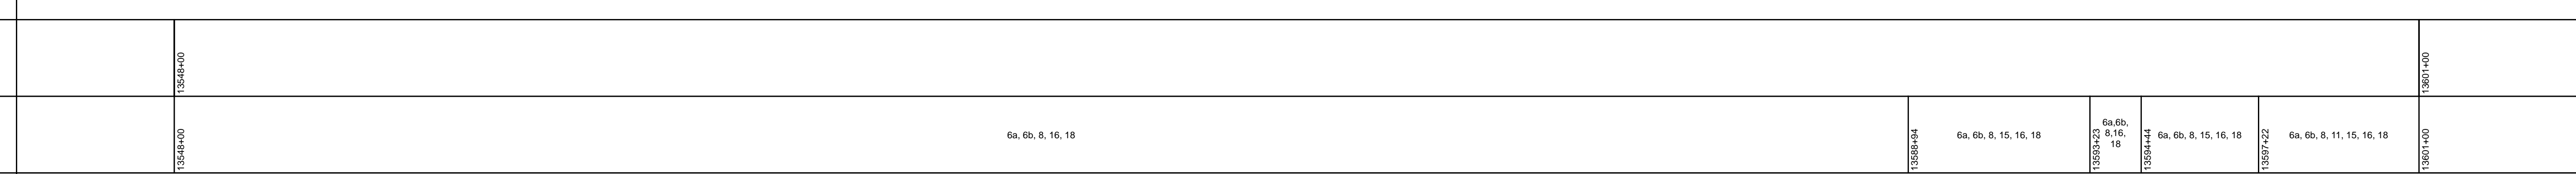 13548+00
13601+00
13548+00
6a, 6b, 8, 16, 18
13588+94
6a, 6b, 8, 15, 16, 18
13593+23
6a,6b,
8,16,
18
13594+44
6a, 6b, 8, 15, 16, 18
13597+22
6a, 6b, 8, 11, 15, 16, 18
13601+00